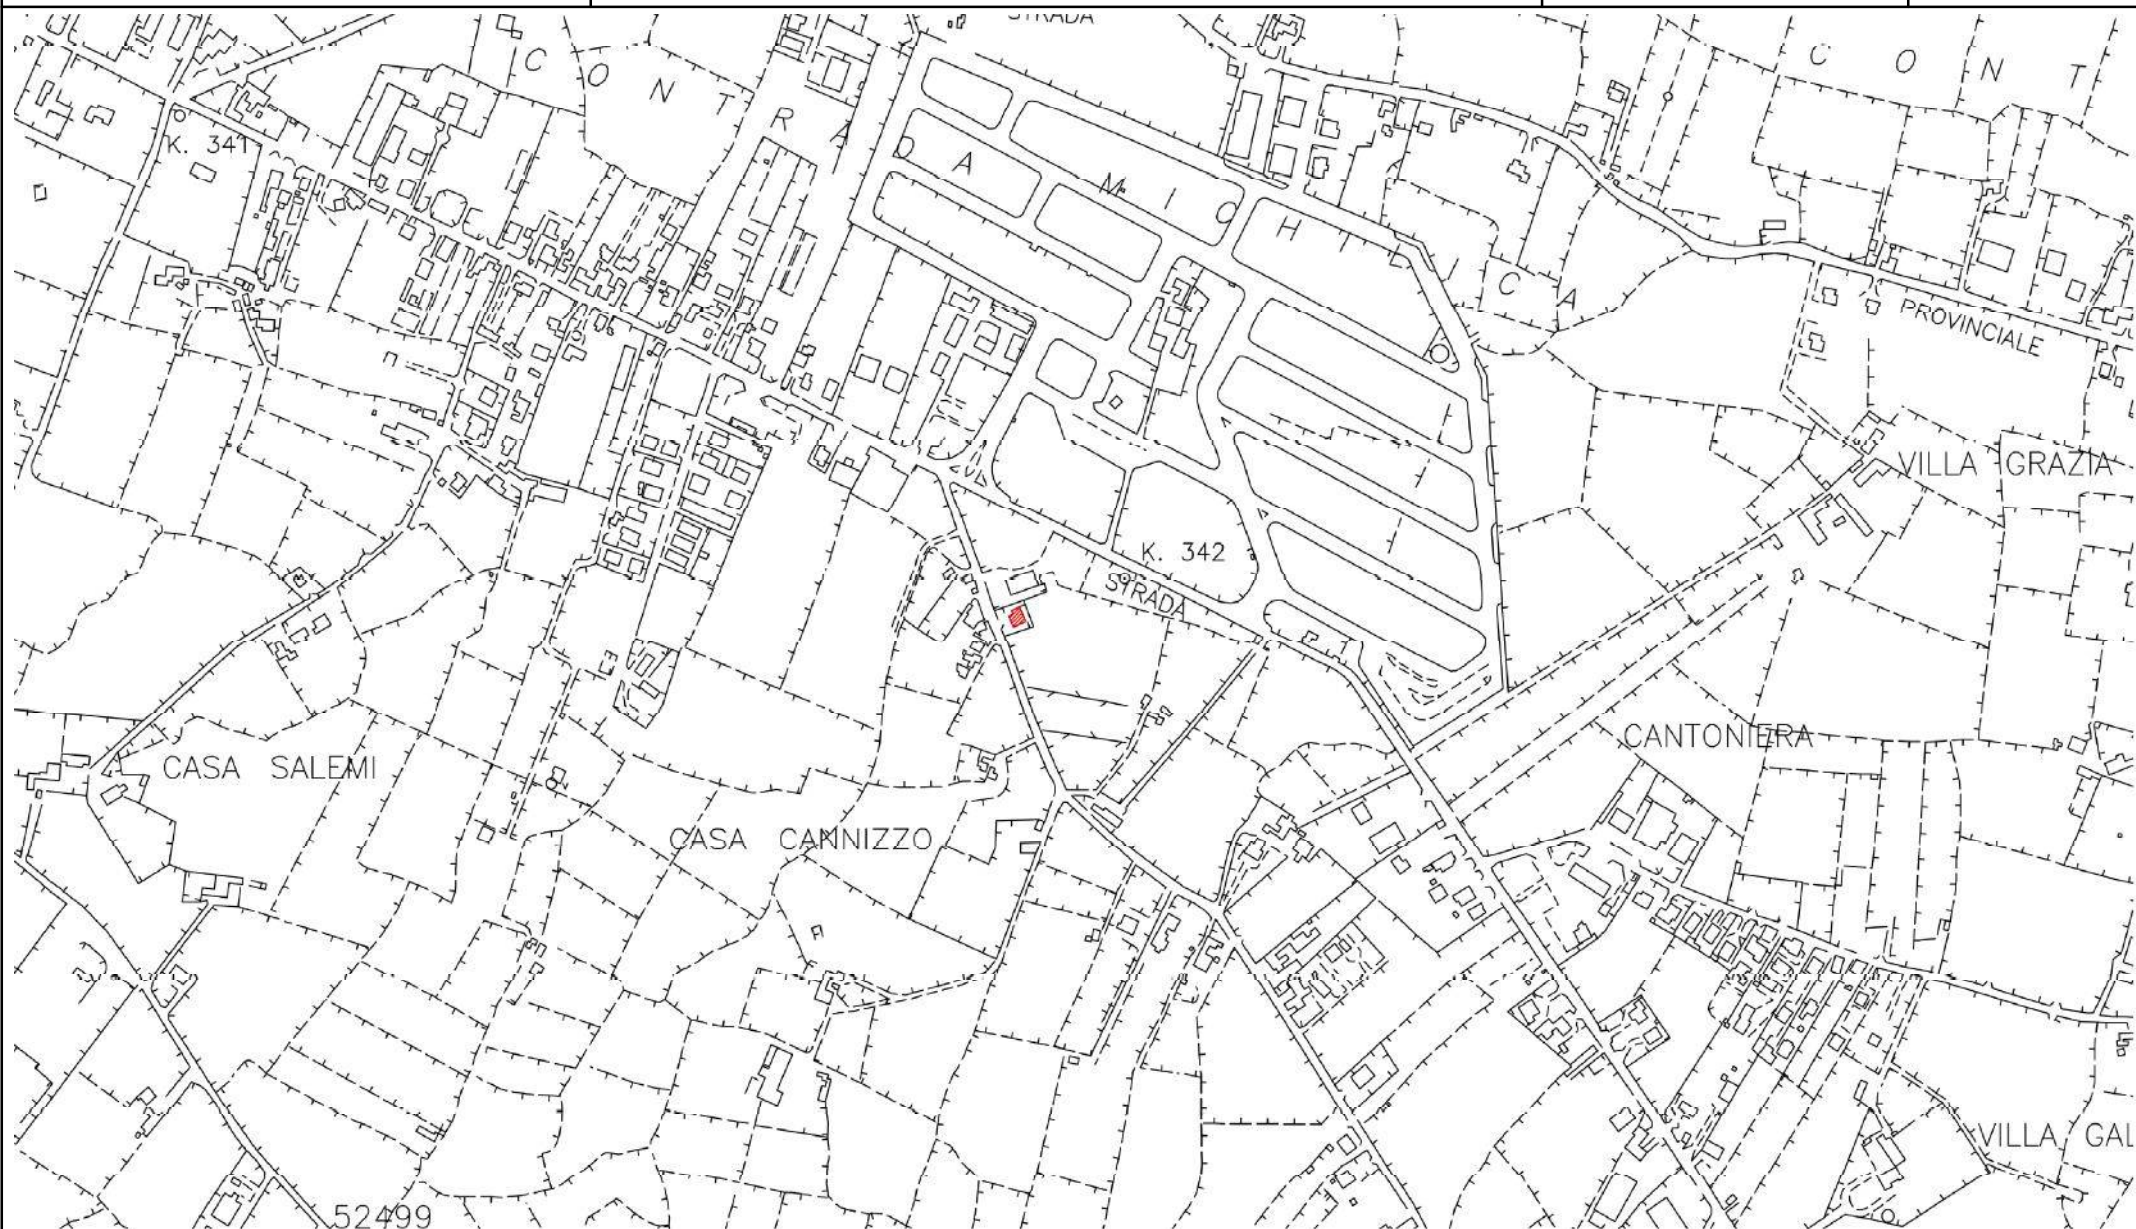 STRADA
C O N T R A D A M I C H E L I C A
C O N T
K. 341
PROVINCIALE
VILLA GRAZIA
K. 342
STRADA
CANTONIERA
CASA SALEMI
CASA CANNIZZO
VILLA GAL
52499